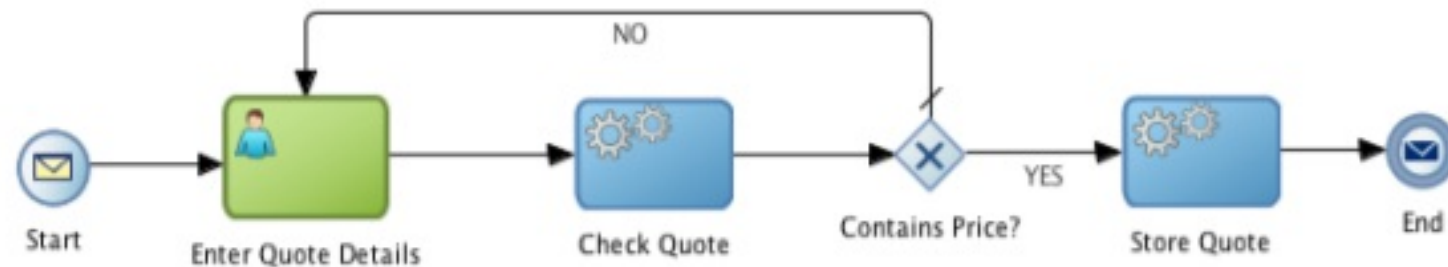 NO
YES
Start
Enter Quote Details
Check Quote
Contains Price?
Store Quote
End